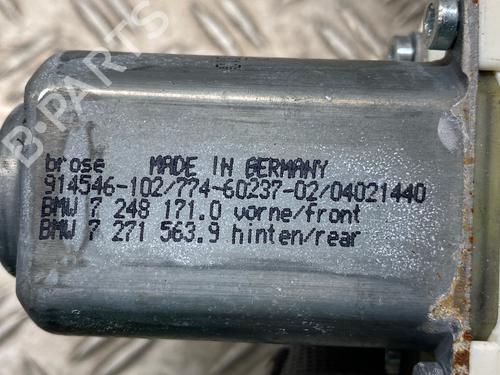 B-PARTS
brose MADE IN GERMANY
914546-102/774-60237-02/04021440
BMW 7 248 171.0 vorne/front
BMW 7 271 563.9 hinten/rear